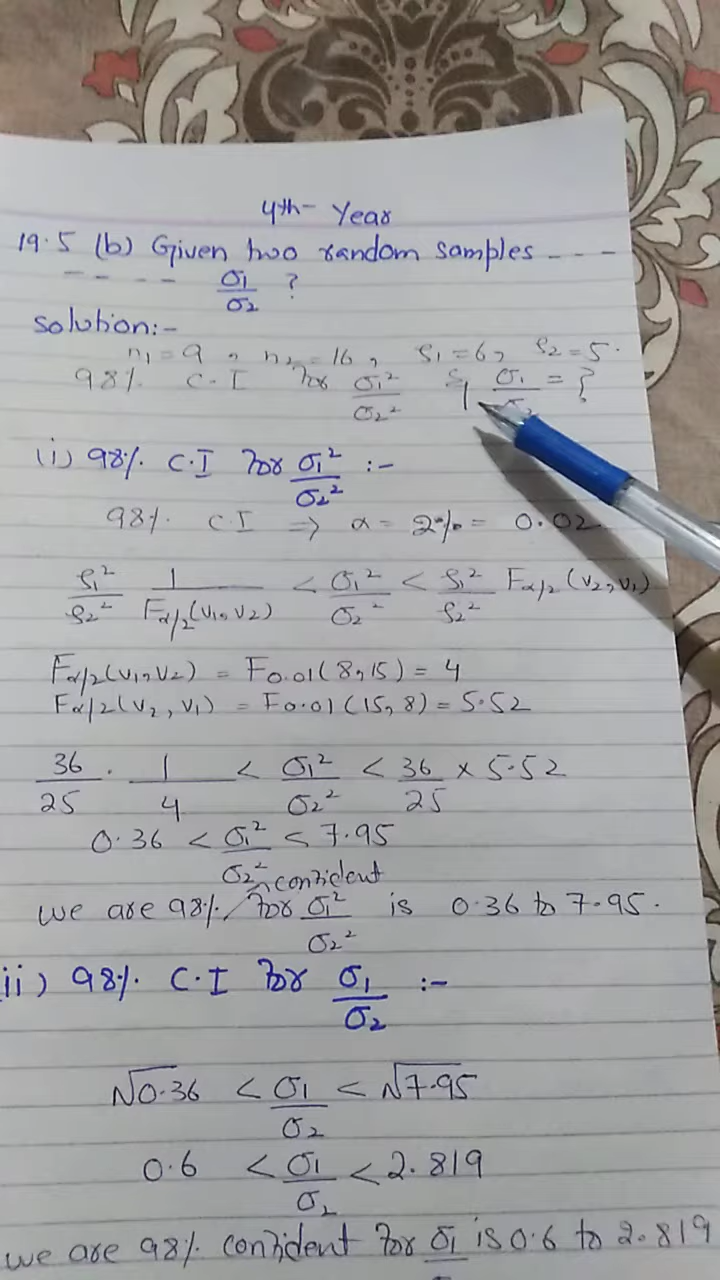 4th- Year
19.5 (b) Given two random samples - - -
- - - - σ₁/σ₂ ?
Solution:-
n₁ = 9 , n₂ = 16 , S₁ = 6, S₂ = 5.
98% C.I for σ₁²/σ₂² & σ₁/σ₂ = ?
(i) 98% C.I for σ₁²/σ₂² :-
98% C I ⇒ α = 2% = 0.02
S₁²/S₂² 1/Fα/2(v₁, v₂) < σ₁²/σ₂² < S₁²/S₂² Fα/2 (v₂, v₁)
Fα/2(v₁, v₂) = F0.01(8, 15) = 4
Fα/2(v₂, v₁) = F0.01(15, 8) = 5.52
36/25 . 1/4 < σ₁²/σ₂² < 36/25 × 5.52
0.36 < σ₁²/σ₂² < 7.95
we are 98% confident for σ₁²/σ₂² is 0.36 to 7.95.
ii) 98% C.I for σ₁/σ₂ :-
√0.36 < σ₁/σ₂ < √7.95
0.6 < σ₁/σ₂ < 2.819
we are 98% confident for σ₁ is 0.6 to 2.819